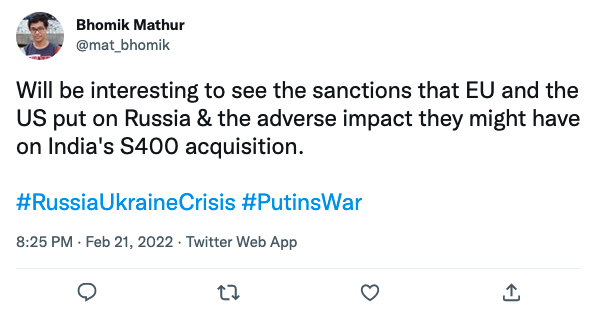 Bhomik Mathur
@mat_bhomik
Will be interesting to see the sanctions that EU and the
US put on Russia & the adverse impact they might have
on India's S400 acquisition.
#RussiaUkraineCrisis #PutinsWar
8:25 PM · Feb 21, 2022 · Twitter Web App